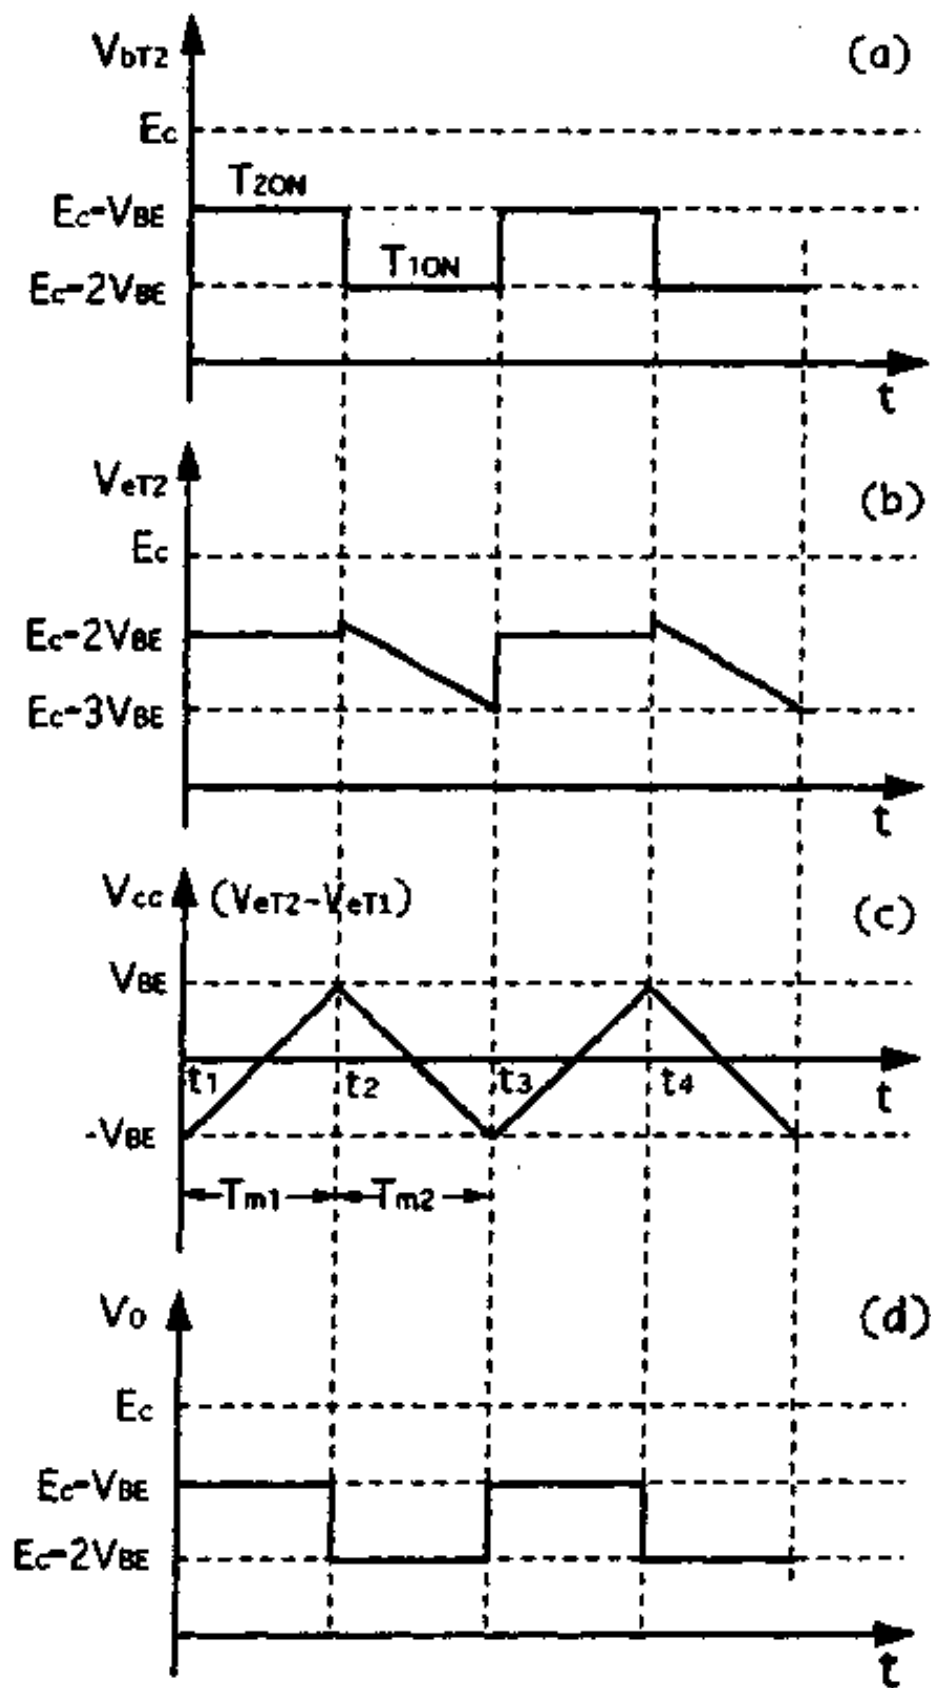 VbT2
(a)
Ec
T2ON
Ec-VBE
T1ON
Ec-2VBE
t
VeT2
(b)
Ec
Ec-2VBE
Ec-3VBE
t
Vcc (VeT2-VeT1)
(c)
VBE
t1 t2 t3 t4 t
-VBE
Tm1 Tm2
Vo
(d)
Ec
Ec-VBE
Ec-2VBE
t